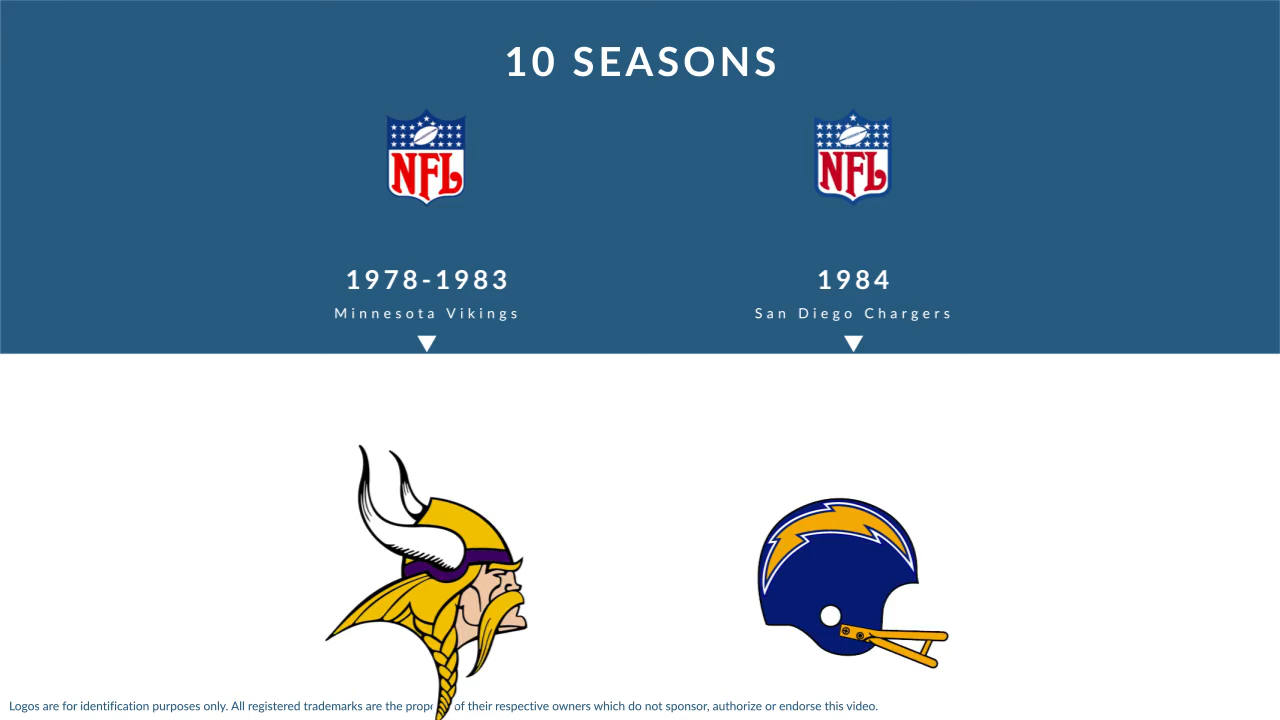 10 SEASONS
NFL NFL
1978-1983 1984
Minnesota Vikings San Diego Chargers
Logos are for identification purposes only. All registered trademarks are the prope of their respective owners which do not sponsor, authorize or endorse this video.